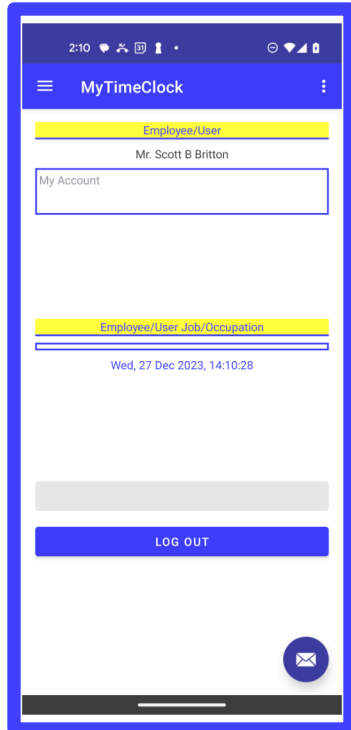 2:10
31
MyTimeClock
Employee/User
Mr. Scott B Britton
My Account
Employee/User Job/Occupation
Wed, 27 Dec 2023, 14:10:28
LOG OUT